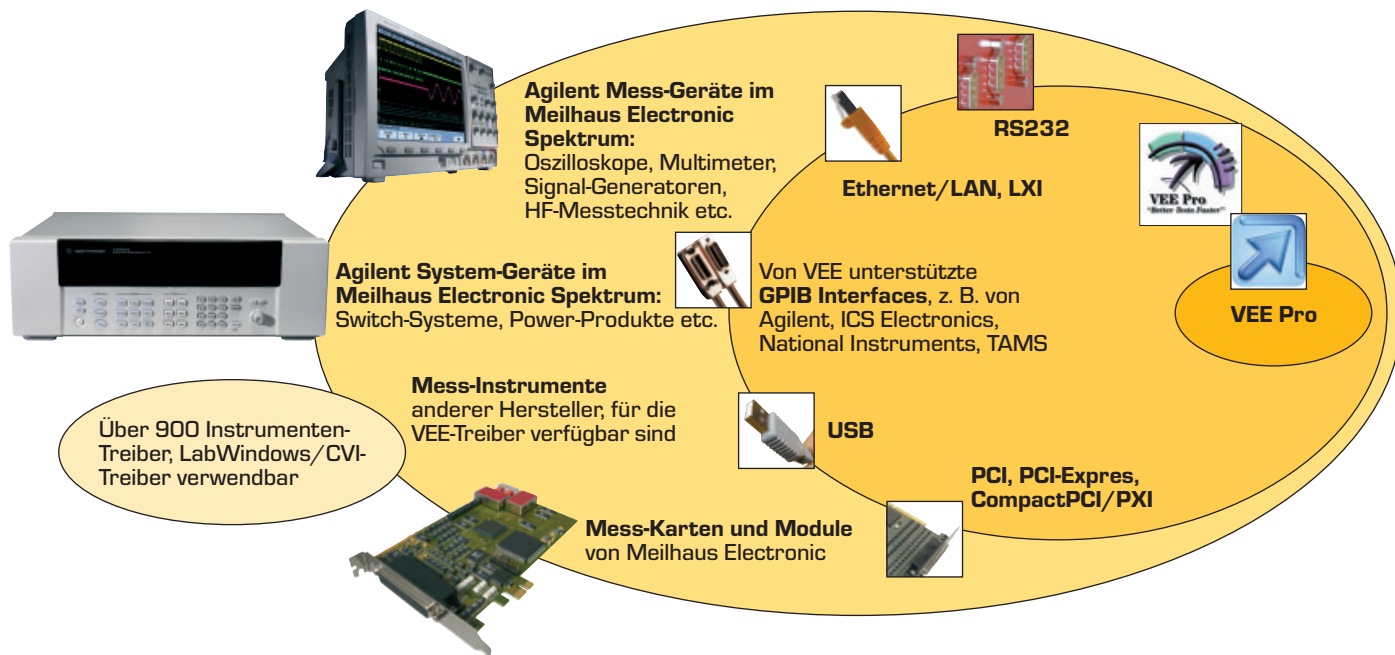 Agilent Mess-Geräte im
Meilhaus Electronic
Spektrum:
Oszilloskope, Multimeter,
Signal-Generatoren,
HF-Messtechnik etc.
RS232
Ethernet/LAN, LXI
VEE Pro
"Better Tests Faster"
VEE Pro
Agilent System-Geräte im
Meilhaus Electronic Spektrum:
Switch-Systeme, Power-Produkte etc.
Von VEE unterstützte
GPIB Interfaces, z. B. von
Agilent, ICS Electronics,
National Instruments, TAMS
Mess-Instrumente
anderer Hersteller, für die
VEE-Treiber verfügbar sind
USB
Über 900 Instrumenten-
Treiber, LabWindows/CVI-
Treiber verwendbar
PCI, PCI-Expres,
CompactPCI/PXI
Mess-Karten und Module
von Meilhaus Electronic